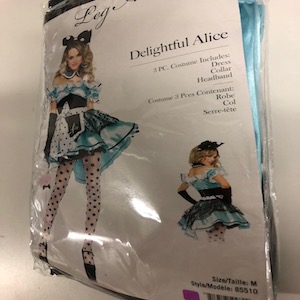 Leg
Delightful Alice
3 PC. Costume Includes:
Dress
Collar
Headband
Costume 3 Pces Contenant:
Robe
Col
Serre-tête
Size/Taille: M
Style/Modèle: 85510